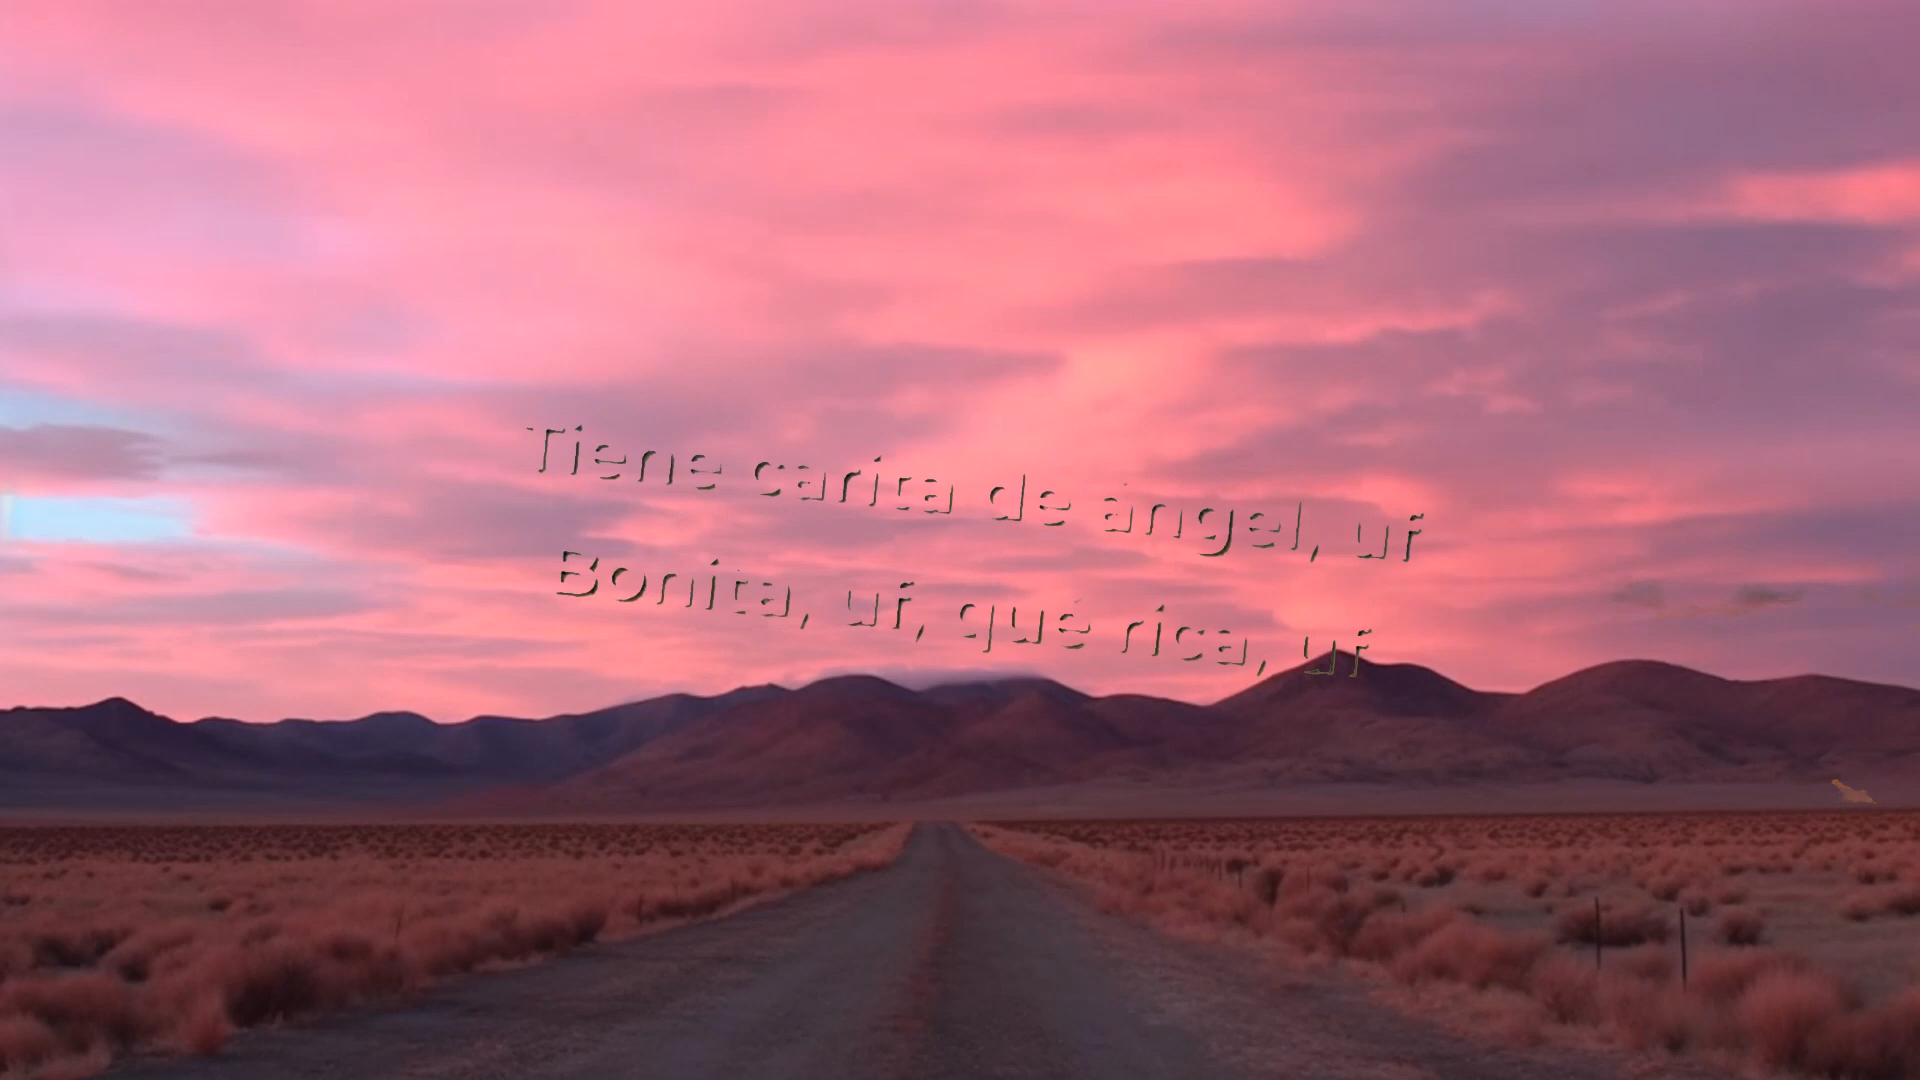 Tiene carita de ángel, uf
Bonita, uf, qué rica, uf